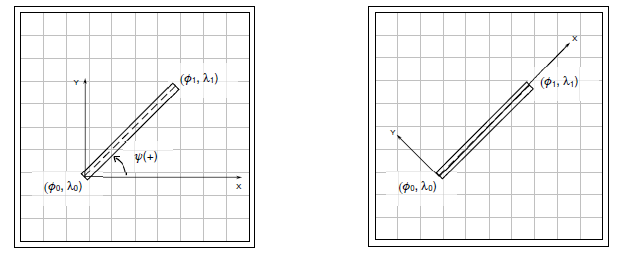 Y
(ϕ₁, λ₁)
ψ(+)
(ϕ₀, λ₀)
X
X
(ϕ₁, λ₁)
Y
(ϕ₀, λ₀)